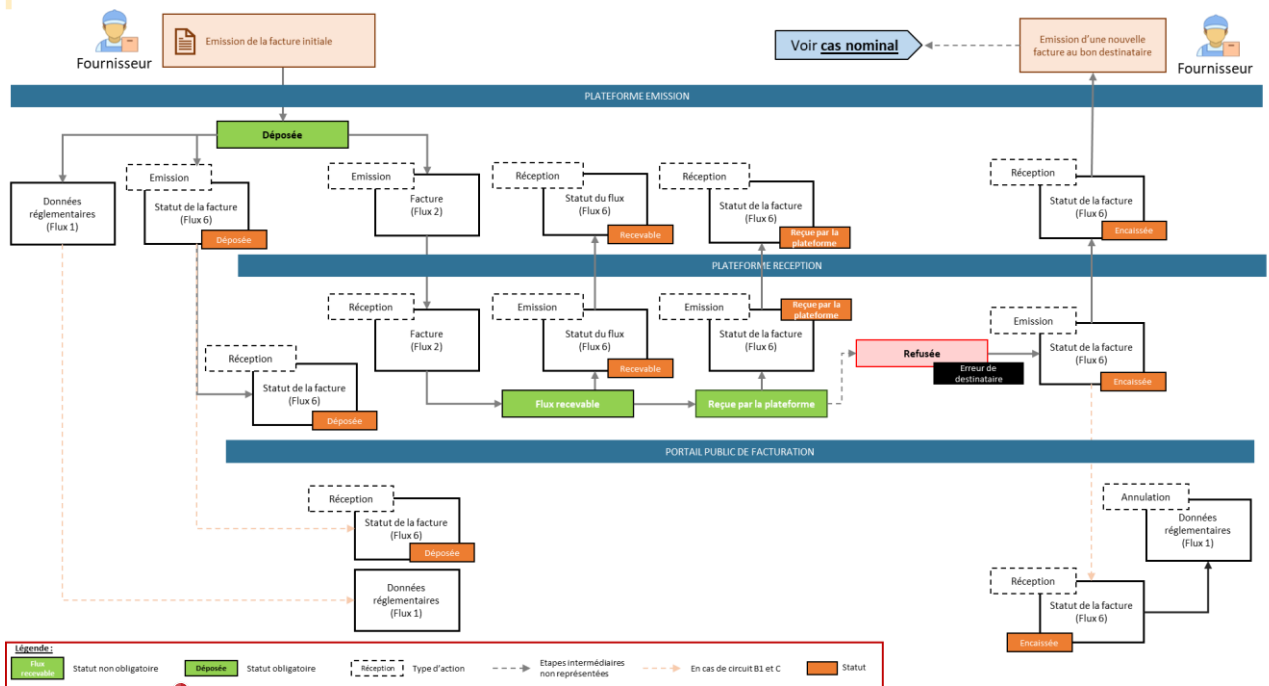 Fournisseur
Emission de la facture initiale
Voir cas nominal
Emission d'une nouvelle
facture au bon destinataire
Fournisseur
PLATEFORME EMISSION
Déposée
Données
réglementaires
(Flux 1)
Emission
Statut de la facture
(Flux 6)
Déposée
Emission
Facture
(Flux 2)
Réception
Statut du flux
(Flux 6)
Recevable
Réception
Statut de la facture
(Flux 6)
Reçue par la
plateforme
Réception
Statut de la facture
(Flux 6)
Encaissée
PLATEFORME RECEPTION
Réception
Statut de la facture
(Flux 6)
Déposée
Réception
Facture
(Flux 2)
Emission
Statut du flux
(Flux 6)
Recevable
Emission
Reçue par la
plateforme
Statut de la facture
(Flux 6)
Flux recevable
Reçue par la plateforme
Refusée
Erreur de
destinataire
Emission
Statut de la facture
(Flux 6)
Encaissée
PORTAIL PUBLIC DE FACTURATION
Réception
Statut de la facture
(Flux 6)
Déposée
Données
réglementaires
(Flux 1)
Annulation
Données
réglementaires
(Flux 1)
Réception
Statut de la facture
(Flux 6)
Encaissée
Légende :
Flux
recevable
Statut non obligatoire
Déposée
Statut obligatoire
Réception
Type d'action
Etapes intermédiaires
non représentées
En cas de circuit B1 et C
Statut